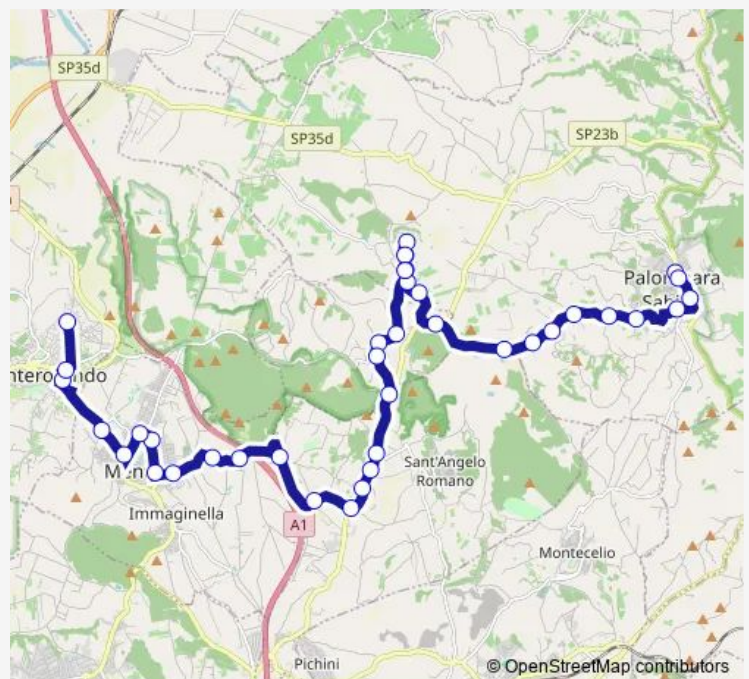 SP35d
SP35d
SP23b
Sant'Angelo
Romano
Immaginella
A1
Montecelio
Pichini
© OpenStreetMap contributors